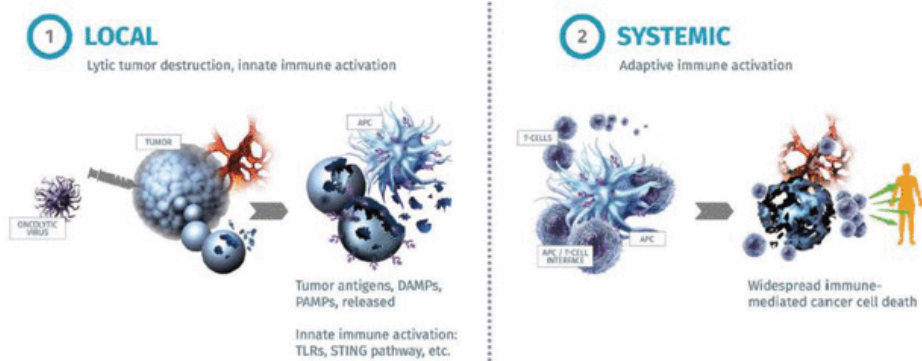 1 LOCAL
Lytic tumor destruction, innate immune activation
TUMOR
APC
ONCOLYTIC
VIRUS
Tumor antigens, DAMPs,
PAMPs, released
Innate immune activation:
TLRs, STING pathway, etc.
2 SYSTEMIC
Adaptive immune activation
T-CELLS
APC
APC / T-CELL
INTERFACE
Widespread immune-
mediated cancer cell death